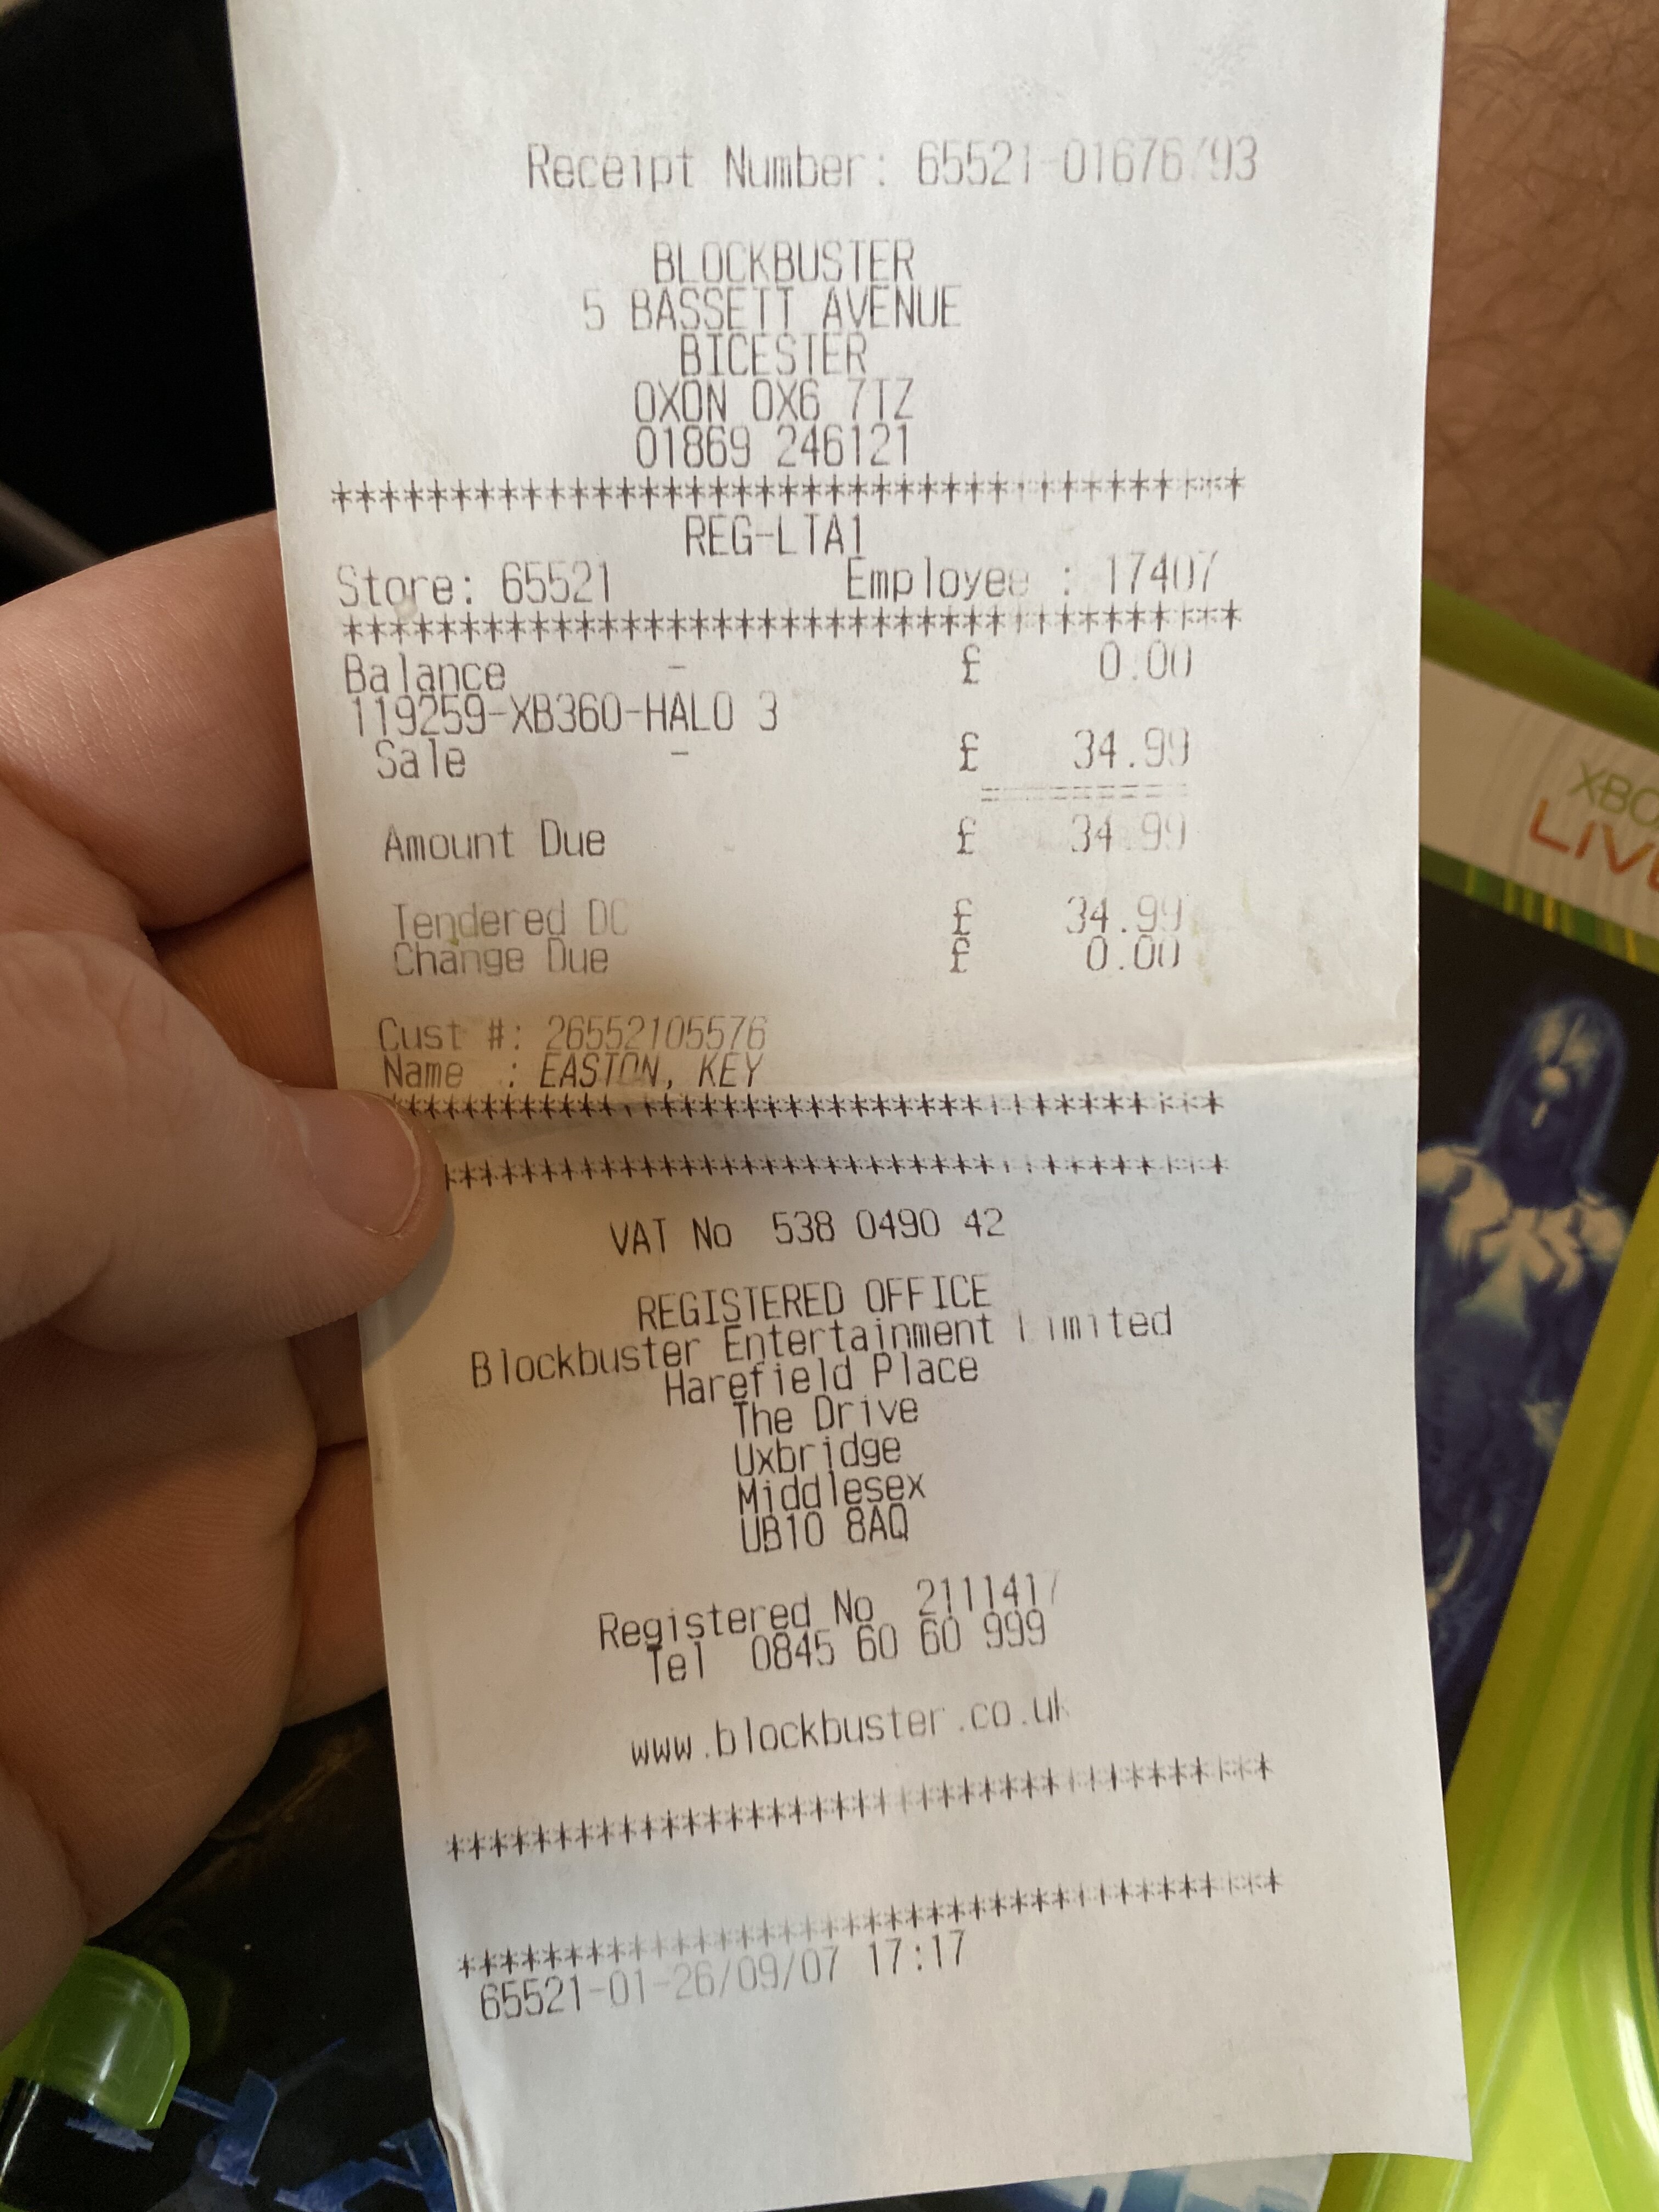 Receipt Number: 65521-01676793
BLOCKBUSTER
5 BASSETT AVENUE
BICESTER
OXON OX6 7TZ
01869 246121
****************************************
REG-LTA1
Store: 65521 Employee : 17407
****************************************
Balance - £ 0.00
119259-XB360-HALO 3
Sale - £ 34.99
==========
Amount Due £ 34.99
Tendered DC £ 34.99
Change Due £ 0.00
Cust #: 26552105576
Name : EASTON, KEY
****************************************
****************************************
VAT No 538 0490 42
REGISTERED OFFICE
Blockbuster Entertainment Limited
Harefield Place
The Drive
Uxbridge
Middlesex
UB10 8AQ
Registered No 2111417
Tel 0845 60 60 999
www.blockbuster.co.uk
****************************************
****************************************
65521-01-26/09/07 17:17
LIVE